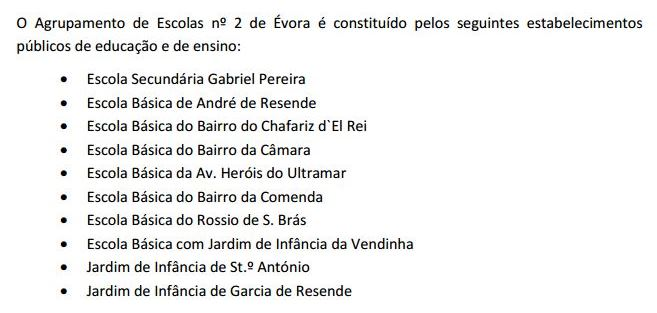 O Agrupamento de Escolas nº 2 de Évora é constituído pelos seguintes estabelecimentos
públicos de educação e de ensino:
• Escola Secundária Gabriel Pereira
• Escola Básica de André de Resende
• Escola Básica do Bairro do Chafariz d`El Rei
• Escola Básica do Bairro da Câmara
• Escola Básica da Av. Heróis do Ultramar
• Escola Básica do Bairro da Comenda
• Escola Básica do Rossio de S. Brás
• Escola Básica com Jardim de Infância da Vendinha
• Jardim de Infância de St.º António
• Jardim de Infância de Garcia de Resende